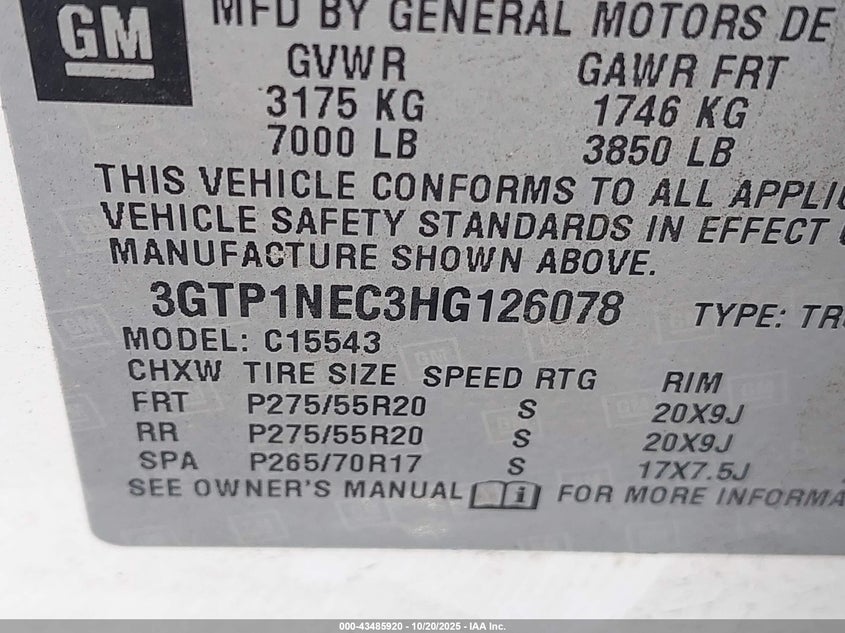 GM
MFD BY GENERAL MOTORS DE
GVWR GAWR FRT
3175 KG 1746 KG
7000 LB 3850 LB
THIS VEHICLE CONFORMS TO ALL
VEHICLE SAFETY STANDARDS IN EFFECT
MANUFACTURE SHOWN ABOVE.
3GTP1NEC3HG126078 TYPE:
MODEL: C15543
CHXW TIRE SIZE SPEED RTG RIM
FRT P275/55R20 S 20X9J
RR P275/55R20 S 20X9J
SPA P265/70R17 S 17X7.5J
SEE OWNER'S MANUAL FOR MORE
000-43485920 - 10/20/2025 - IAA Inc.